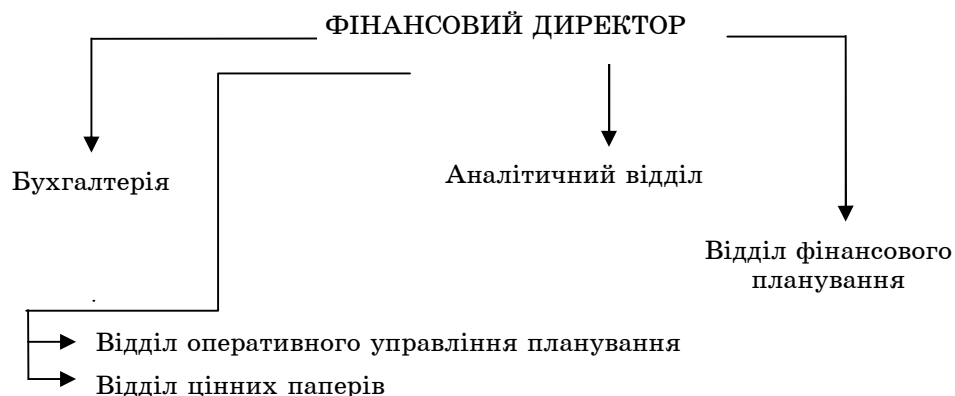 ФІНАНСОВИЙ ДИРЕКТОР
Бухгалтерія
Аналітичний відділ
Відділ фінансового
планування
Відділ оперативного управління планування
Відділ цінних паперів